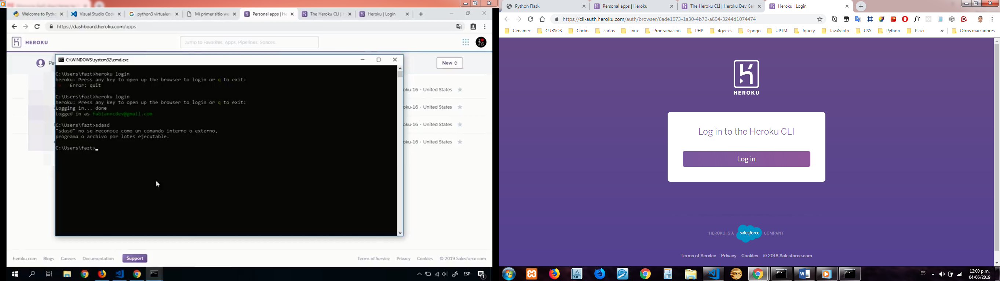 Welcome to Pytho
Visual Studio Cod
python3 virtualen
Mi primer sitio we
Personal apps | He
The Heroku CLI | H
Heroku | Login
https://dashboard.heroku.com/apps
HEROKU
Jump to Favorites, Apps, Pipelines, Spaces...
I JS
Pe
New
C:\WINDOWS\system32\cmd.exe
C:\Users\fazt>heroku login
heroku: Press any key to open up the browser to login or q to exit:
Error: quit
C:\Users\fazt>heroku login
heroku: Press any key to open up the browser to login or q to exit:
Logging in... done
Logged in as fabianncdev@gmail.com
C:\Users\fazt>sdasd
"sdasd" no se reconoce como un comando interno o externo,
programa o archivo por lotes ejecutable.
C:\Users\fazt>
oku-16 - United States
oku-16 - United States
oku-16 - United States
oku-16 - United States
heroku.com Blogs Careers Documentation Support
Terms of Service Privacy Cookies © 2019 Salesforce.com
ESP
1
Python Flask
Personal apps | Heroku
The Heroku CLI | Heroku Dev Cer
Heroku | Login
https://cli-auth.heroku.com/auth/browser/6ade1973-1a30-4b72-a894-3244d1074474
f?
Cenamec CURSOS Corfin carlos linux Programacion PHP 4geeks Django UPTM Jquery JavaScritp CSS Python Plazi » Otros marcadores
HEROKU
Log in to the Heroku CLI
Log in
HEROKU IS A salesforce COMPANY
Terms of Service Privacy Cookies © 2018 Salesforce.com
2011
ES
12:00 p.m.
04/06/2019